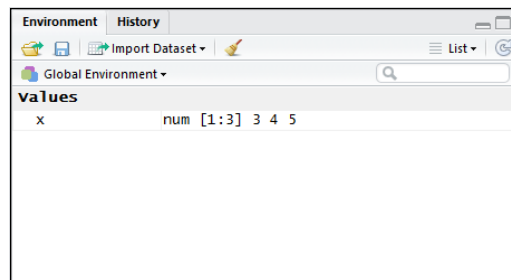 Environment History
Import Dataset List
Global Environment
Values
x num [1:3] 3 4 5